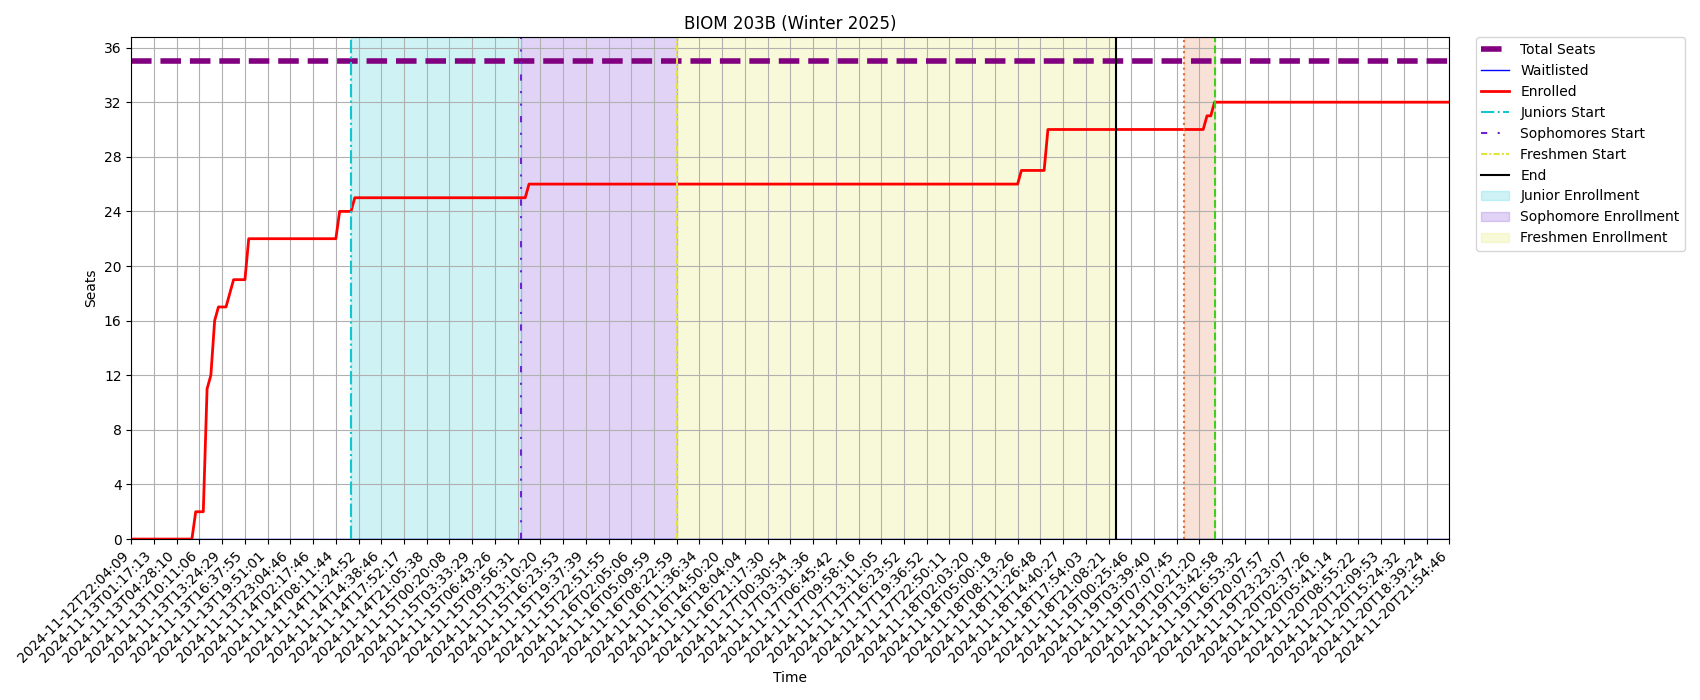 BIOM 203B (Winter 2025)
36
32
28
24
20
16
12
8
4
0
Seats
2024-11-12T22:04:09
2024-11-13T01:17:13
2024-11-13T04:28:10
2024-11-13T10:11:06
2024-11-13T13:24:29
2024-11-13T16:37:55
2024-11-13T19:51:01
2024-11-13T23:04:46
2024-11-14T02:17:46
2024-11-14T08:11:44
2024-11-14T11:24:52
2024-11-14T14:38:46
2024-11-14T17:52:17
2024-11-14T21:05:38
2024-11-15T00:20:08
2024-11-15T03:33:29
2024-11-15T06:43:26
2024-11-15T09:56:31
2024-11-15T13:10:20
2024-11-15T16:23:53
2024-11-15T19:37:39
2024-11-15T22:51:55
2024-11-16T02:05:06
2024-11-16T05:09:59
2024-11-16T08:22:59
2024-11-16T11:36:34
2024-11-16T14:50:20
2024-11-16T18:04:04
2024-11-16T21:17:30
2024-11-17T00:30:54
2024-11-17T03:31:36
2024-11-17T06:45:42
2024-11-17T09:58:16
2024-11-17T13:11:05
2024-11-17T16:23:52
2024-11-17T19:36:52
2024-11-17T22:50:11
2024-11-18T02:03:20
2024-11-18T05:00:18
2024-11-18T08:13:26
2024-11-18T11:26:48
2024-11-18T14:40:27
2024-11-18T17:54:03
2024-11-18T21:08:21
2024-11-19T00:25:46
2024-11-19T03:39:40
2024-11-19T07:07:45
2024-11-19T10:21:20
2024-11-19T13:42:58
2024-11-19T16:53:32
2024-11-19T20:07:57
2024-11-19T23:23:07
2024-11-20T02:37:26
2024-11-20T05:41:14
2024-11-20T08:55:22
2024-11-20T12:09:53
2024-11-20T15:24:32
2024-11-20T18:39:24
2024-11-20T21:54:46
Time
Total Seats
Waitlisted
Enrolled
Juniors Start
Sophomores Start
Freshmen Start
End
Junior Enrollment
Sophomore Enrollment
Freshmen Enrollment